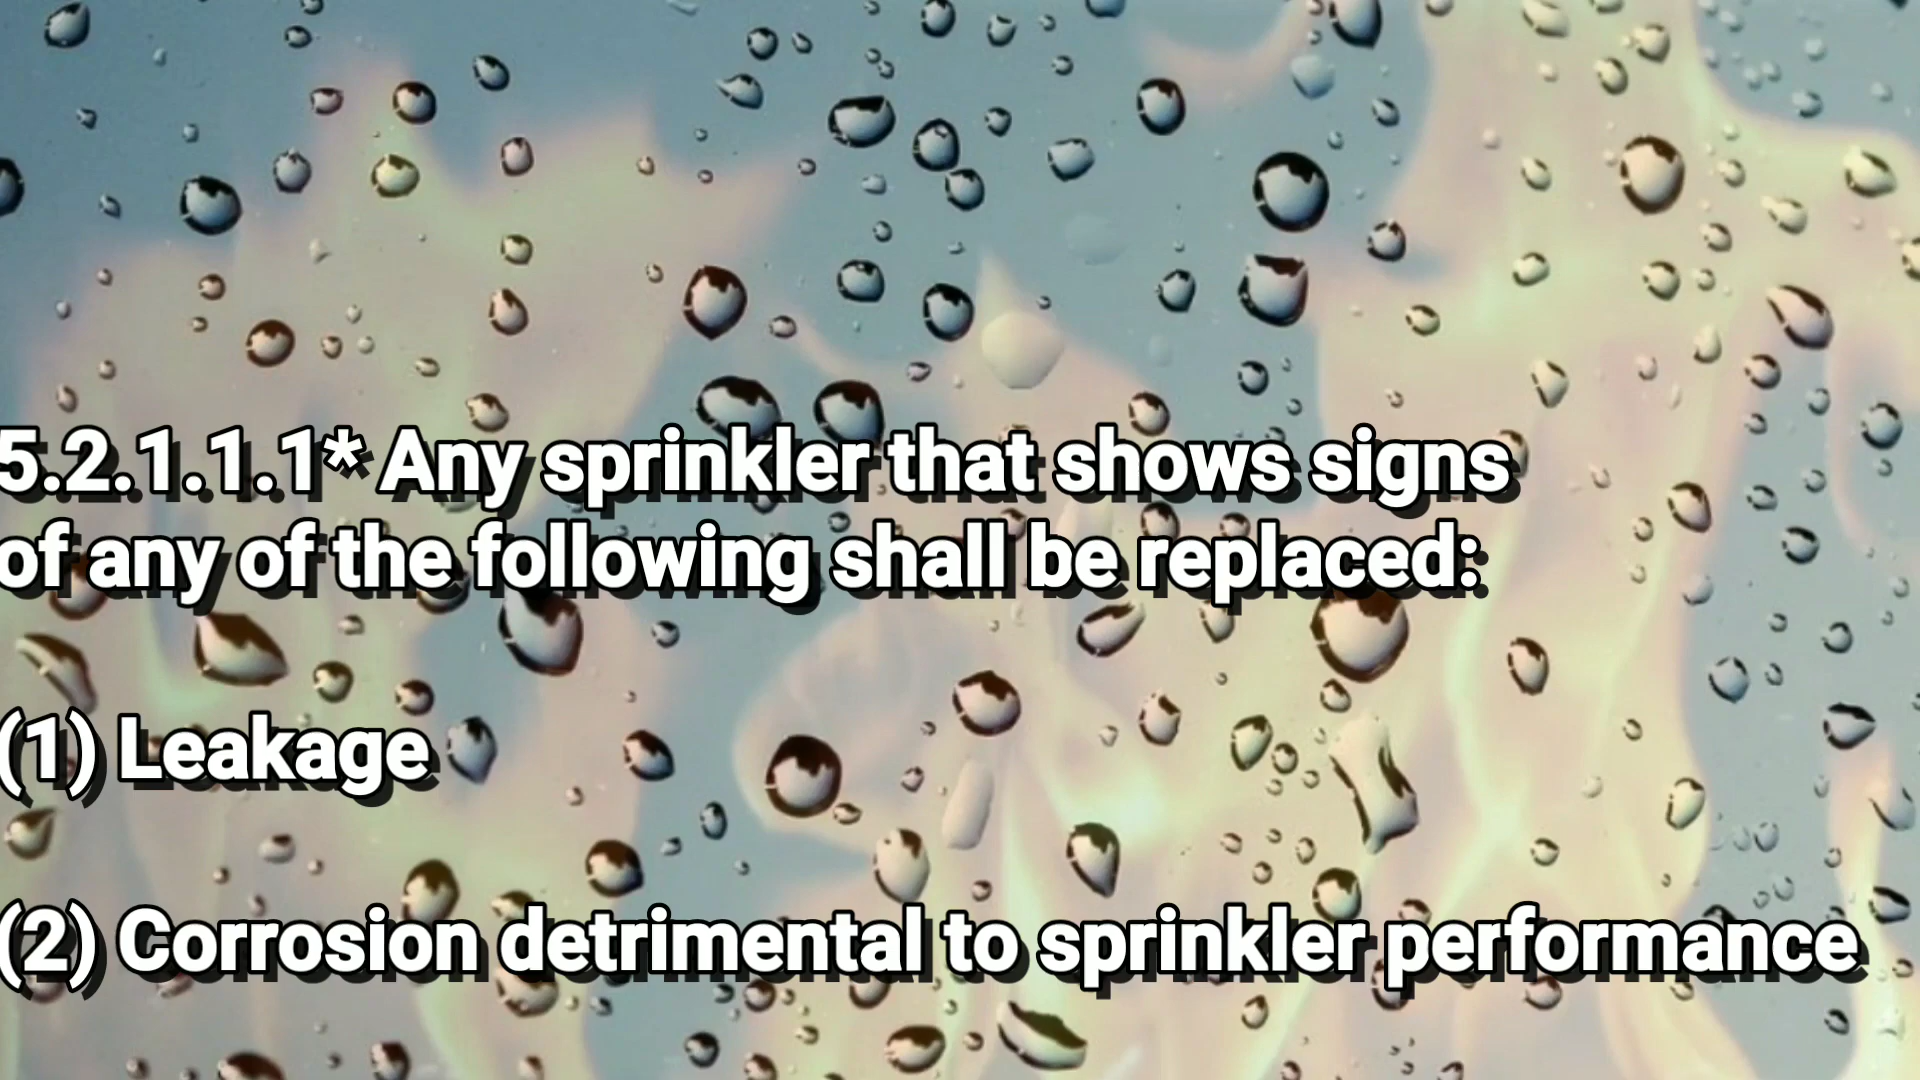 5.2.1.1.1* Any sprinkler that shows signs
of any of the following shall be replaced:
(1) Leakage
(2) Corrosion detrimental to sprinkler performance